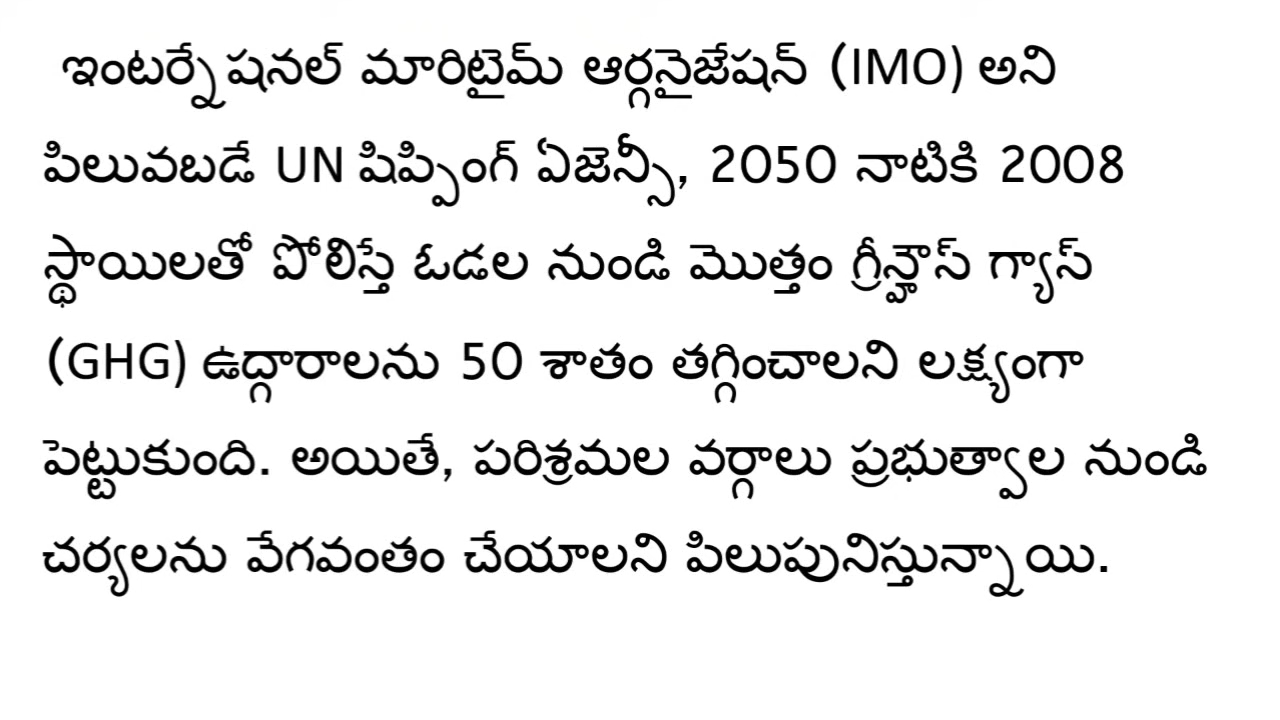 ఇంటర్నేషనల్ మారిటైమ్ ఆర్గనైజేషన్ (IMO) అని
పిలువబడే UN షిప్పింగ్ ఏజెన్సీ, 2050 నాటికి 2008
స్థాయిలతో పోలిస్తే ఓడల నుండి మొత్తం గ్రీన్హౌస్ గ్యాస్
(GHG) ఉద్గారాలను 50 శాతం తగ్గించాలని లక్ష్యంగా
పెట్టుకుంది. అయితే, పరిశ్రమల వర్గాలు ప్రభుత్వాల నుండి
చర్యలను వేగవంతం చేయాలని పిలుపునిస్తున్నాయి.